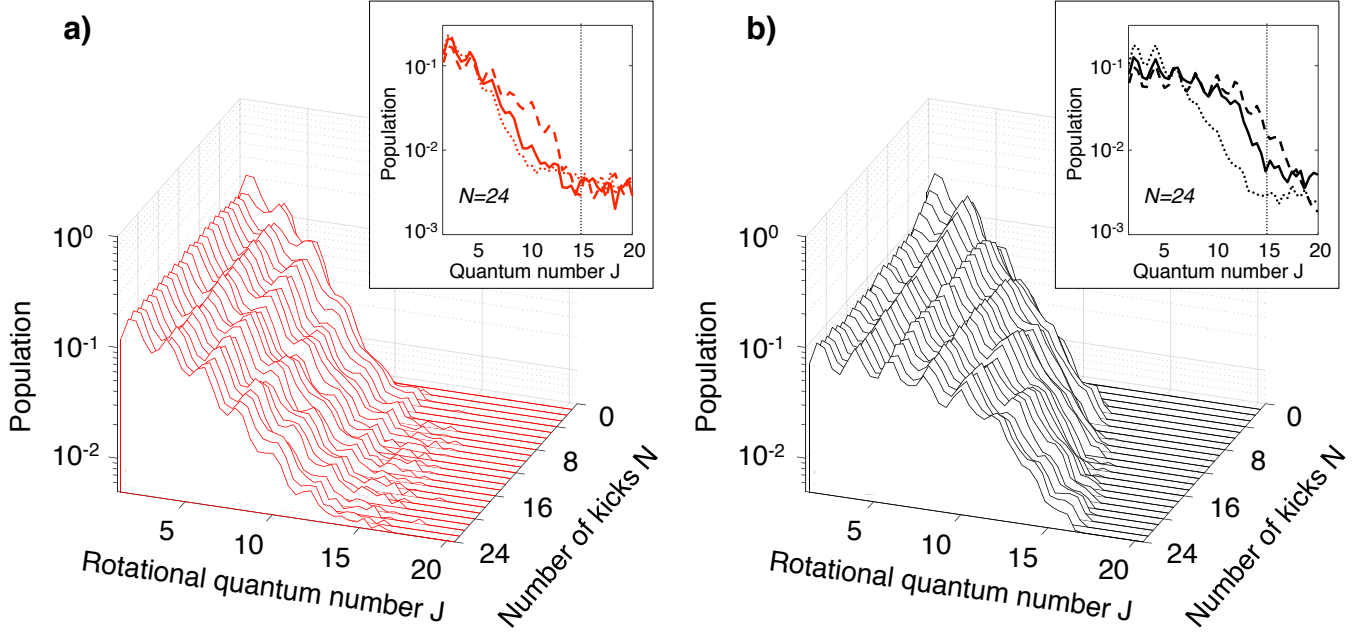 a)
10⁻¹
10⁻²
10⁻³
Population
N=24
5
10
15
20
Quantum number J
10⁰
10⁻¹
10⁻²
Population
5
10
15
20
Rotational quantum number J
0
8
16
24
Number of kicks N
b)
10⁻¹
10⁻²
10⁻³
Population
N=24
5
10
15
20
Quantum number J
10⁰
10⁻¹
10⁻²
Population
5
10
15
20
Rotational quantum number J
0
8
16
24
Number of kicks N